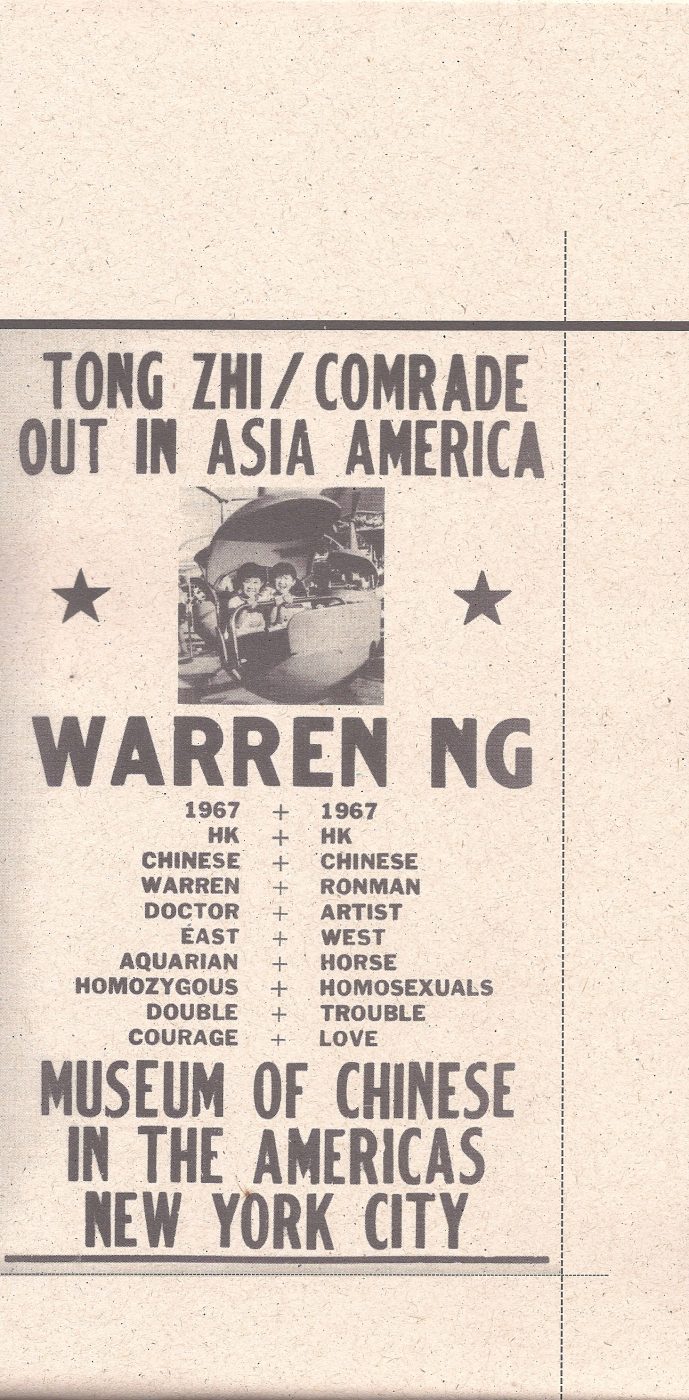 TONG ZHI/COMRADE
OUT IN ASIA AMERICA
WARREN NG
1967 + 1967
HK + HK
CHINESE + CHINESE
WARREN + RONMAN
DOCTOR + ARTIST
EAST + WEST
AQUARIAN + HORSE
HOMOZYGOUS + HOMOSEXUALS
DOUBLE + TROUBLE
COURAGE + LOVE
MUSEUM OF CHINESE
IN THE AMERICAS
NEW YORK CITY